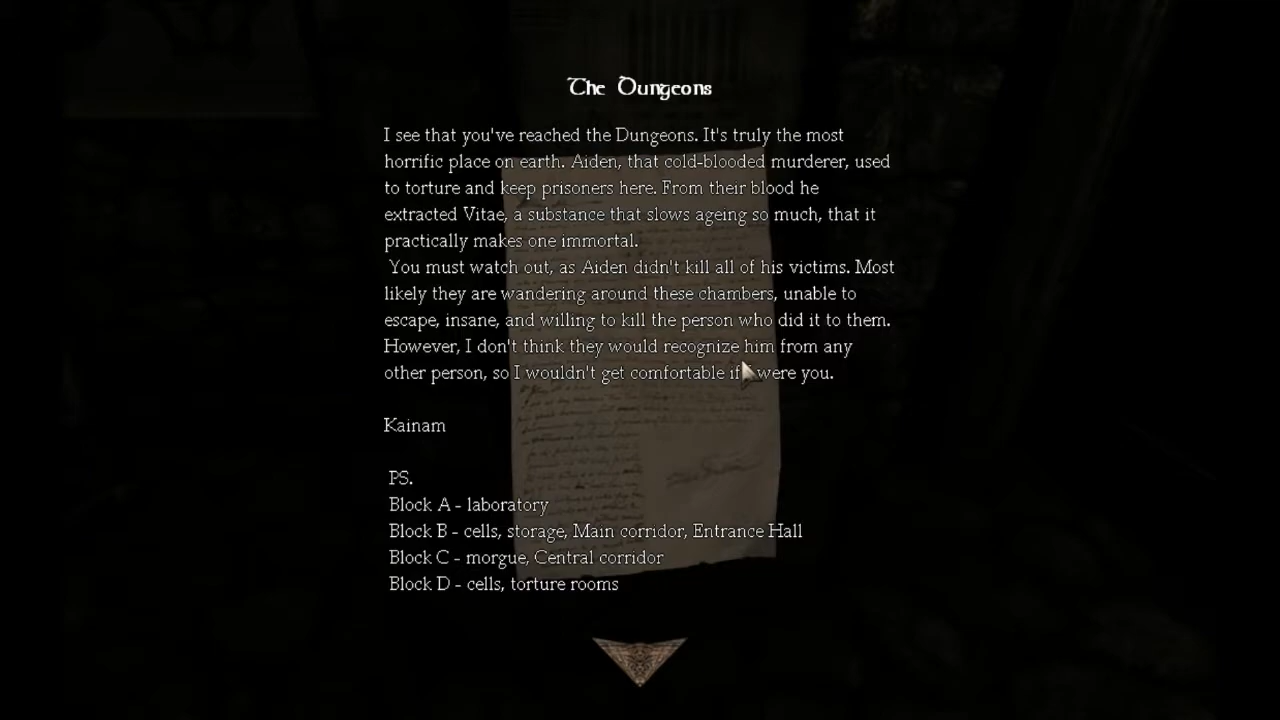 The Dungeons
I see that you've reached the Dungeons. It's truly the most
horrific place on earth. Aiden, that cold-blooded murderer, used
to torture and keep prisoners here. From their blood he
extracted Vitae, a substance that slows ageing so much, that it
practically makes one immortal.
You must watch out, as Aiden didn't kill all of his victims. Most
likely they are wandering around these chambers, unable to
escape, insane, and willing to kill the person who did it to them.
However, I don't think they would recognize him from any
other person, so I wouldn't get comfortable if were you.
Kainam
PS.
Block A - laboratory
Block B - cells, storage, Main corridor, Entrance Hall
Block C - morgue, Central corridor
Block D - cells, torture rooms